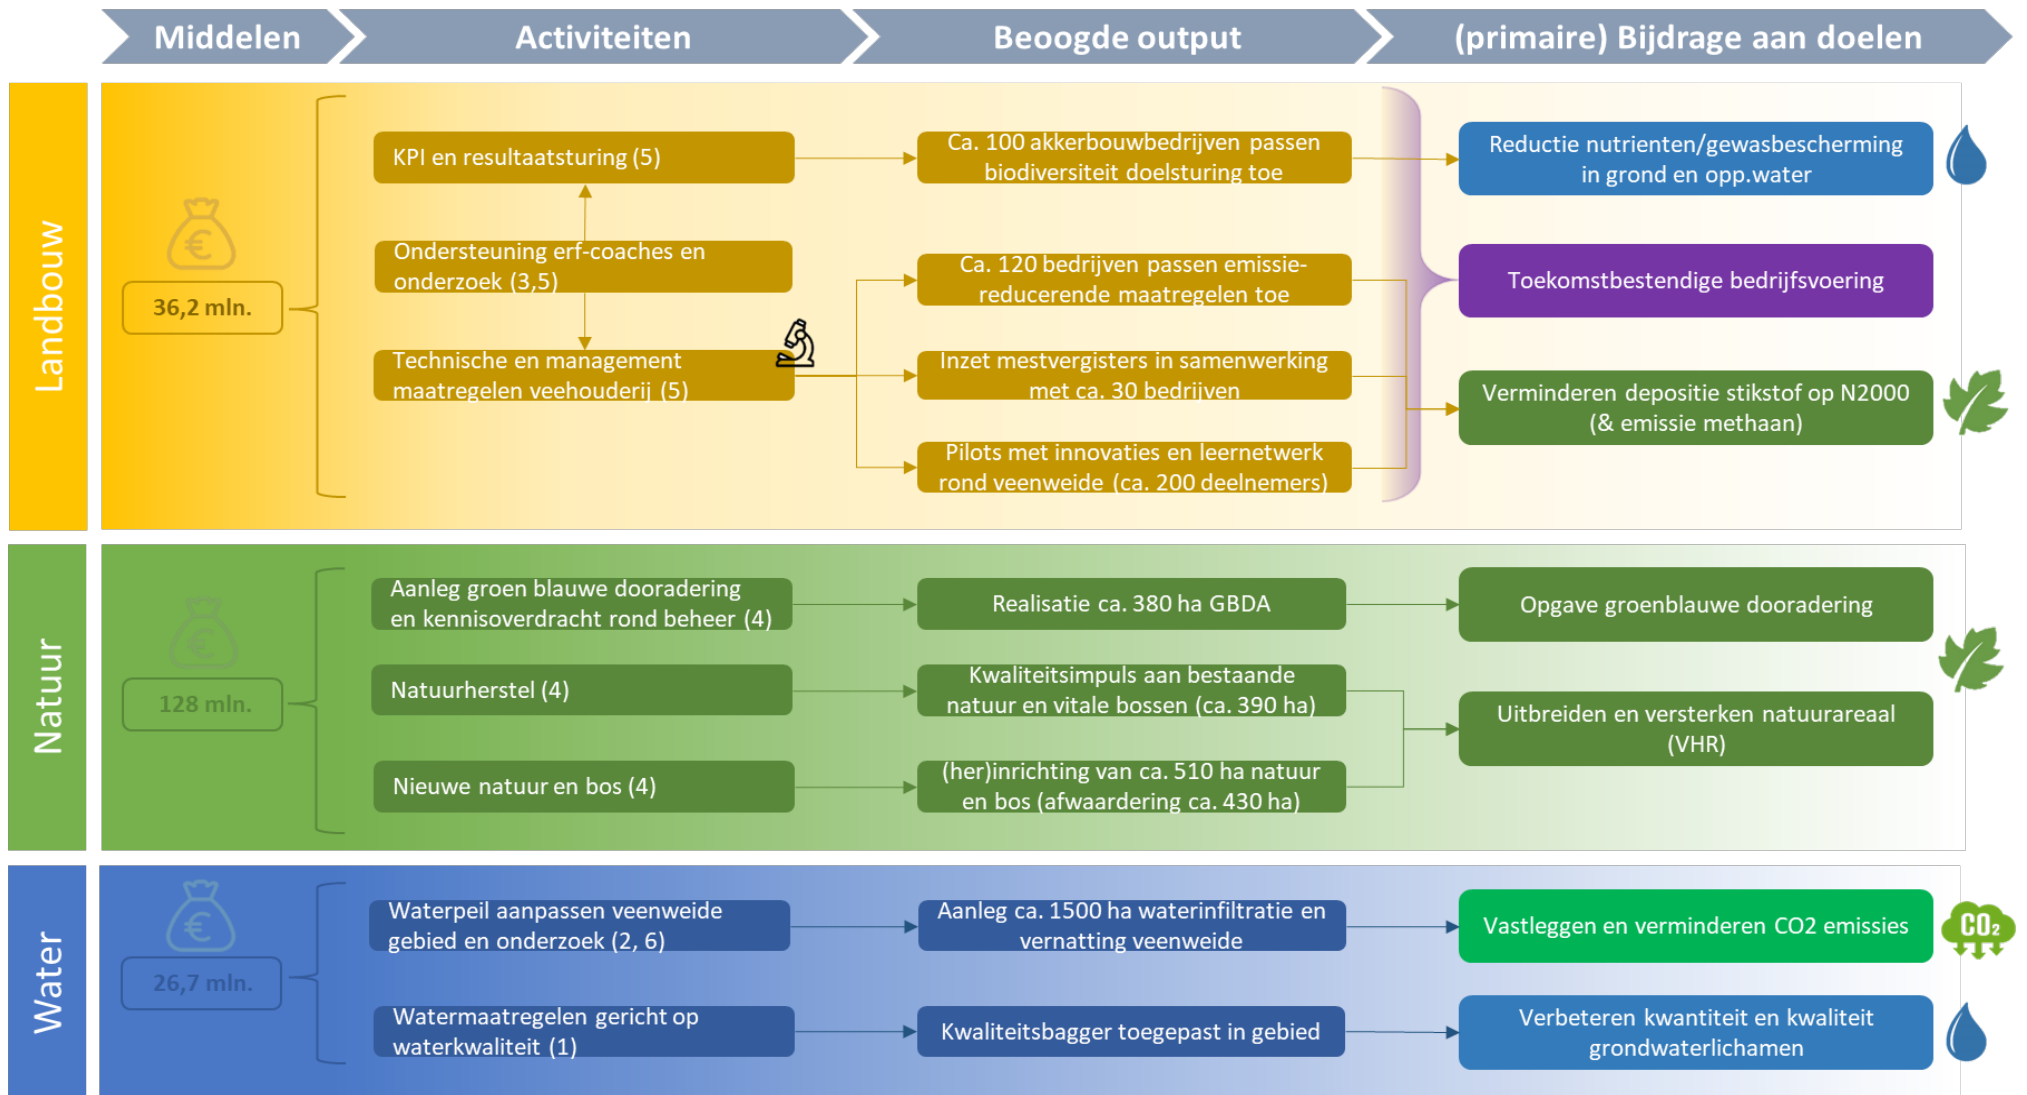 Middelen
Activiteiten
Beoogde output
(primaire) Bijdrage aan doelen
Landbouw
36,2 mln.
KPI en resultaatsturing (5)
Ondersteuning erf-coaches en
onderzoek (3,5)
Technische en management
maatregelen veehouderij (5)
Ca. 100 akkerbouwbedrijven passen
biodiversiteit doelsturing toe
Ca. 120 bedrijven passen emissie-
reducerende maatregelen toe
Inzet mestvergisters in samenwerking
met ca. 30 bedrijven
Pilots met innovaties en leernetwerk
rond veenweide (ca. 200 deelnemers)
Reductie nutrienten/gewasbescherming
in grond en opp.water
Toekomstbestendige bedrijfsvoering
Verminderen depositie stikstof op N2000
(& emissie methaan)
Natuur
128 mln.
Aanleg groen blauwe dooradering
en kennisoverdracht rond beheer (4)
Natuurherstel (4)
Nieuwe natuur en bos (4)
Realisatie ca. 380 ha GBDA
Kwaliteitsimpuls aan bestaande
natuur en vitale bossen (ca. 390 ha)
(her)inrichting van ca. 510 ha natuur
en bos (afwaardering ca. 430 ha)
Opgave groenblauwe dooradering
Uitbreiden en versterken natuurareaal
(VHR)
Water
26,7 mln.
Waterpeil aanpassen veenweide
gebied en onderzoek (2, 6)
Watermaatregelen gericht op
waterkwaliteit (1)
Aanleg ca. 1500 ha waterinfiltratie en
vernatting veenweide
Kwaliteitsbagger toegepast in gebied
Vastleggen en verminderen CO2 emissies
CO2
Verbeteren kwantiteit en kwaliteit
grondwaterlichamen